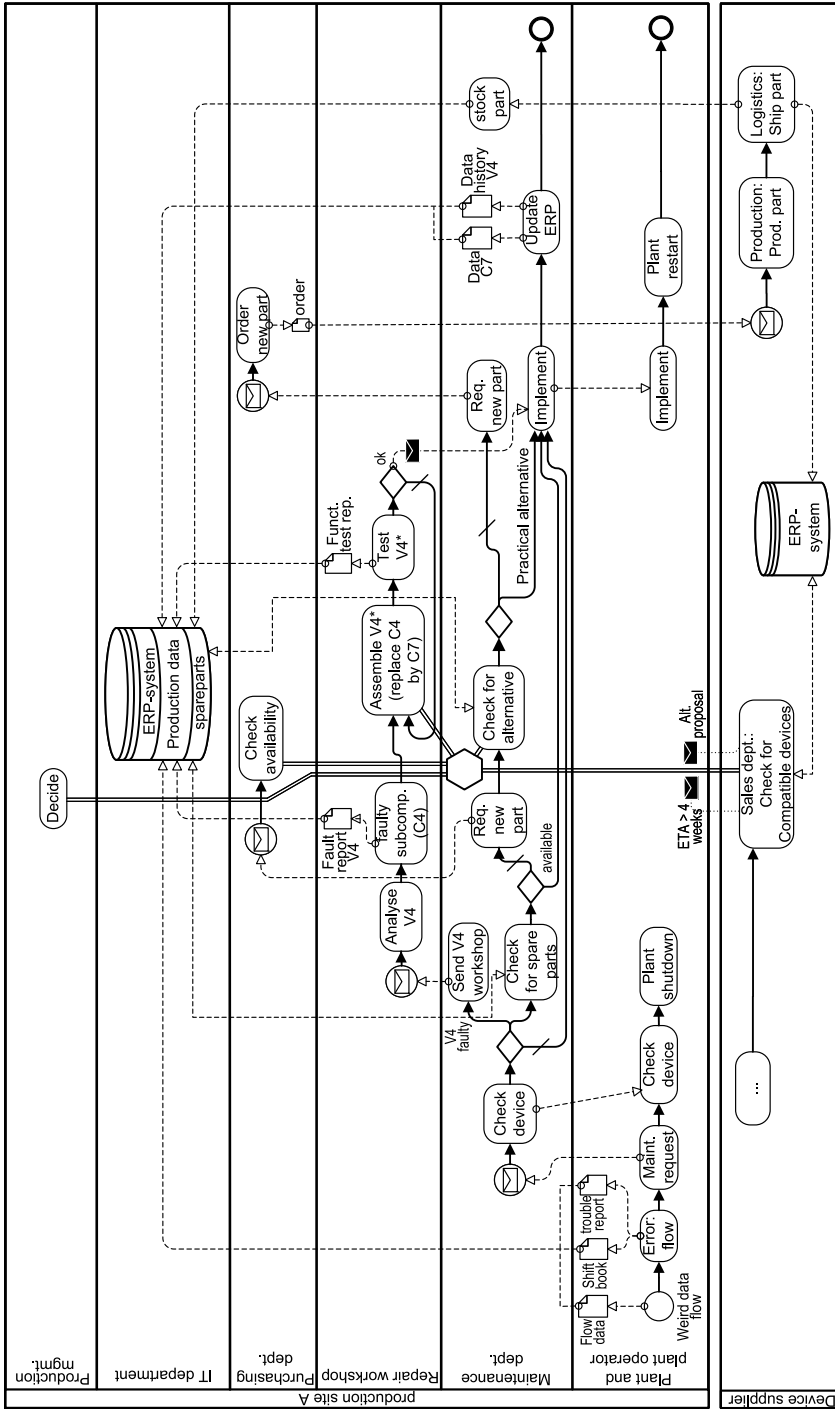 production site A
Device supplier
Production
mgmt.
IT department
Purchasing
dept.
Repair workshop
Maintenance
dept.
Plant and
plant operator
Decide
ERP-system
Production data
spareparts
Check
availability
Order
new part
order
Analyse
V4
faulty
subcomp.
(C4)
Fault
report
V4
Assemble V4*
(replace C4
by C7)
Test
V4*
Funct.
test rep.
ok
Check
device
V4
faulty
Send V4
workshop
Check
for spare
parts
available
Req.
new
part
Check for
alternative
Practical alternative
Req.
new part
Implement
Update
ERP
Data
C7
Data
history
V4
stock
part
Weird data
flow
Flow
data
Shift
book
trouble
report
Error:
flow
Maint.
request
Check
device
Plant
shutdown
Implement
Plant
restart
...
Sales dept.:
Check for
Compatible devices
ETA > 4
weeks
Alt.
proposal
ERP-
system
Production:
Prod. part
Logistics:
Ship part